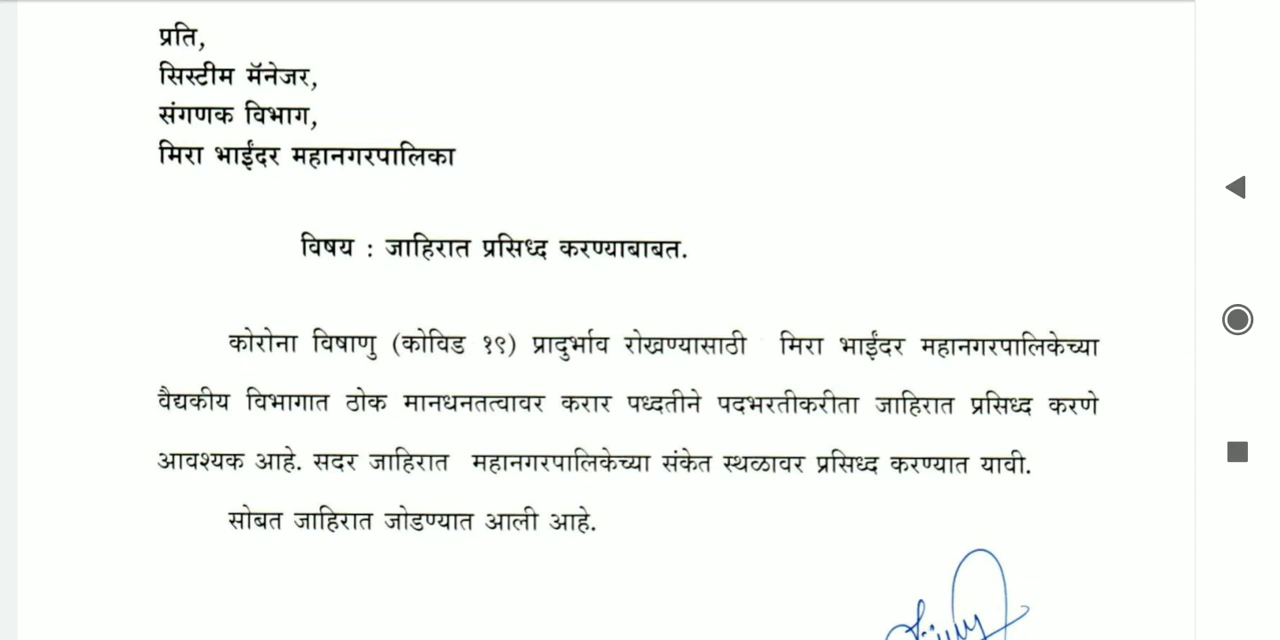 प्रति,
सिस्टीम मॅनेजर,
संगणक विभाग,
मिरा भाईंदर महानगरपालिका
विषय : जाहिरात प्रसिध्द करण्याबाबत.
कोरोना विषाणु (कोविड १९) प्रादुर्भाव रोखण्यासाठी मिरा भाईंदर महानगरपालिकेच्या
वैद्यकीय विभागात ठोक मानधनतत्वावर करार पध्दतीने पदभरतीकरीता जाहिरात प्रसिध्द करणे
आवश्यक आहे. सदर जाहिरात महानगरपालिकेच्या संकेत स्थळावर प्रसिध्द करण्यात यावी.
सोबत जाहिरात जोडण्यात आली आहे.